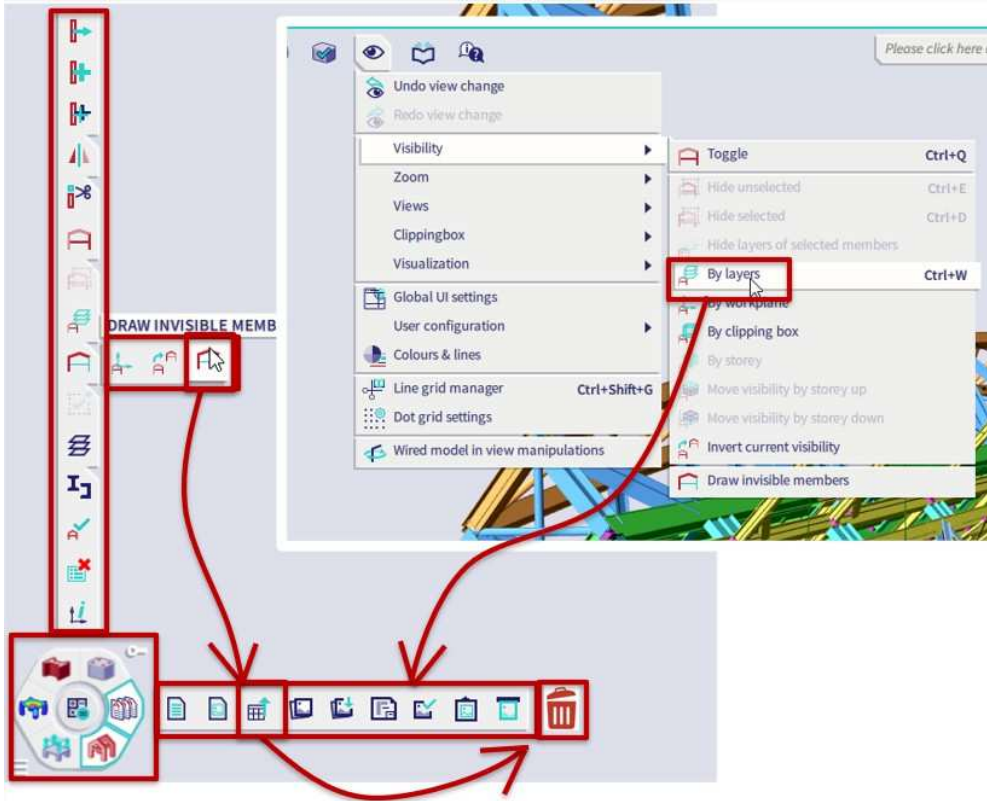 Please click here
Undo view change
Redo view change
Visibility
Toggle Ctrl+Q
Zoom
Hide unselected Ctrl+E
Views
Hide selected Ctrl+D
Clippingbox
Hide layers of selected members
Visualization
By layers Ctrl+W
Global UI settings
By workplane
User configuration
By clipping box
Colours & lines
By storey
Line grid manager Ctrl+Shift+G
Move visibility by storey up
Dot grid settings
Move visibility by storey down
Wired model in view manipulations
Invert current visibility
Draw invisible members
DRAW INVISIBLE MEMB